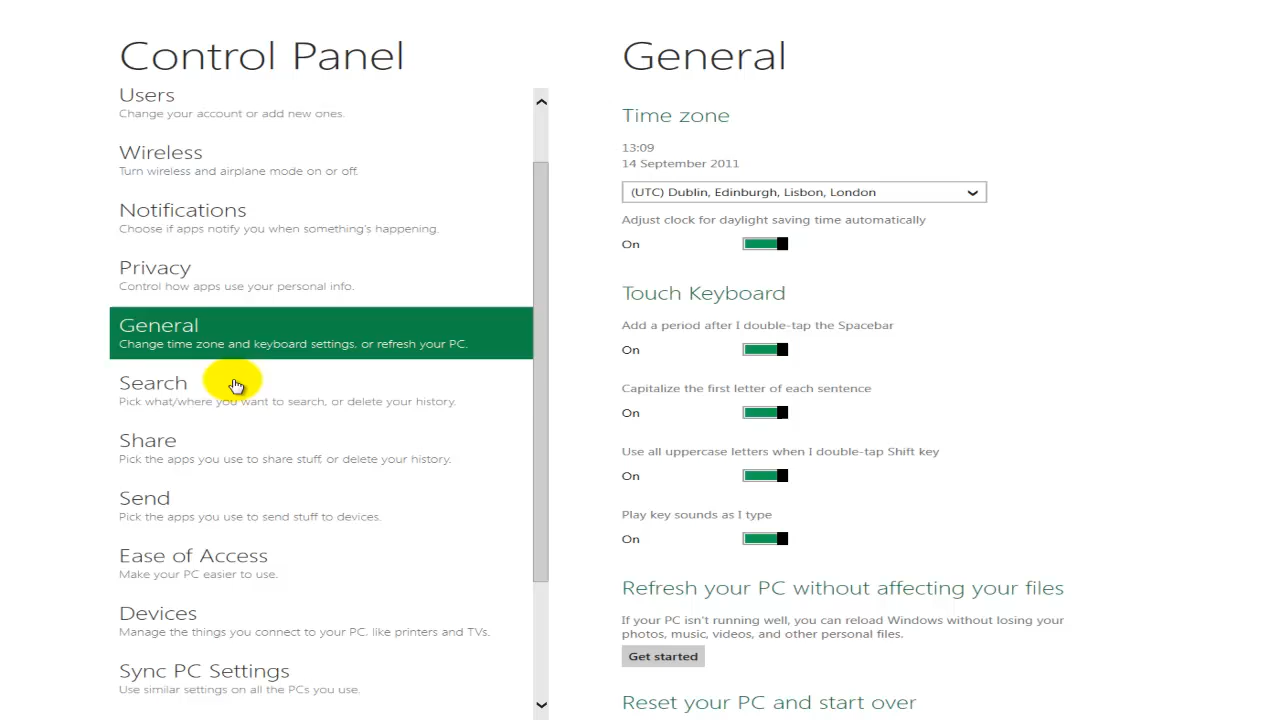 Control Panel
Users
Change your account or add new ones.
Wireless
Turn wireless and airplane mode on or off.
Notifications
Choose if apps notify you when something's happening.
Privacy
Control how apps use your personal info.
General
Change time zone and keyboard settings, or refresh your PC.
Search
Pick what/where you want to search, or delete your history.
Share
Pick the apps you use to share stuff, or delete your history.
Send
Pick the apps you use to send stuff to devices.
Ease of Access
Make your PC easier to use.
Devices
Manage the things you connect to your PC, like printers and TVs.
Sync PC Settings
Use similar settings on all the PCs you use.
General
Time zone
13:09
14 September 2011
(UTC) Dublin, Edinburgh, Lisbon, London
Adjust clock for daylight saving time automatically
On
Touch Keyboard
Add a period after I double-tap the Spacebar
On
Capitalize the first letter of each sentence
On
Use all uppercase letters when I double-tap Shift key
On
Play key sounds as I type
On
Refresh your PC without affecting your files
If your PC isn't running well, you can reload Windows without losing your
photos, music, videos, and other personal files.
Get started
Reset your PC and start over